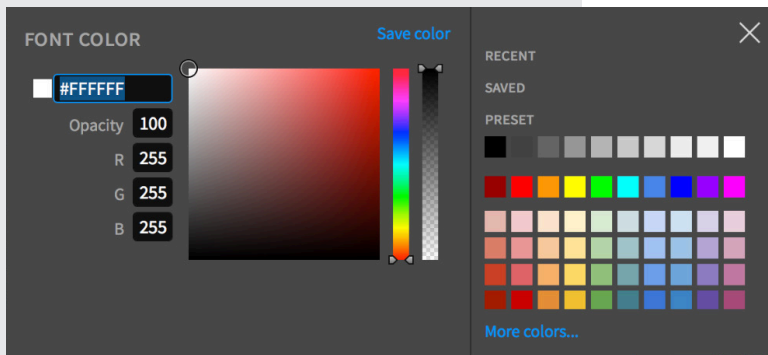 FONT COLOR
Save color
#FFFFFF
Opacity 100
R 255
G 255
B 255
RECENT
SAVED
PRESET
More colors...